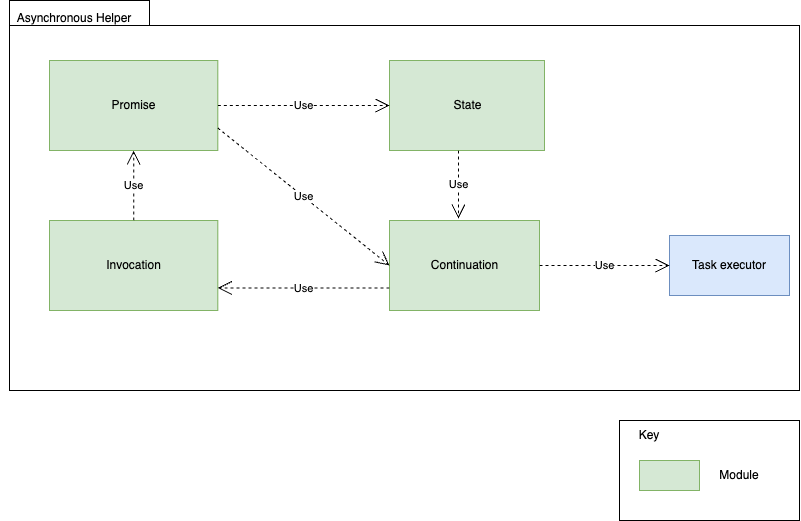 Asynchronous Helper
Promise
Use
State
Use
Use
Use
Invocation
Continuation
Use
Task executor
Use
Key
Module